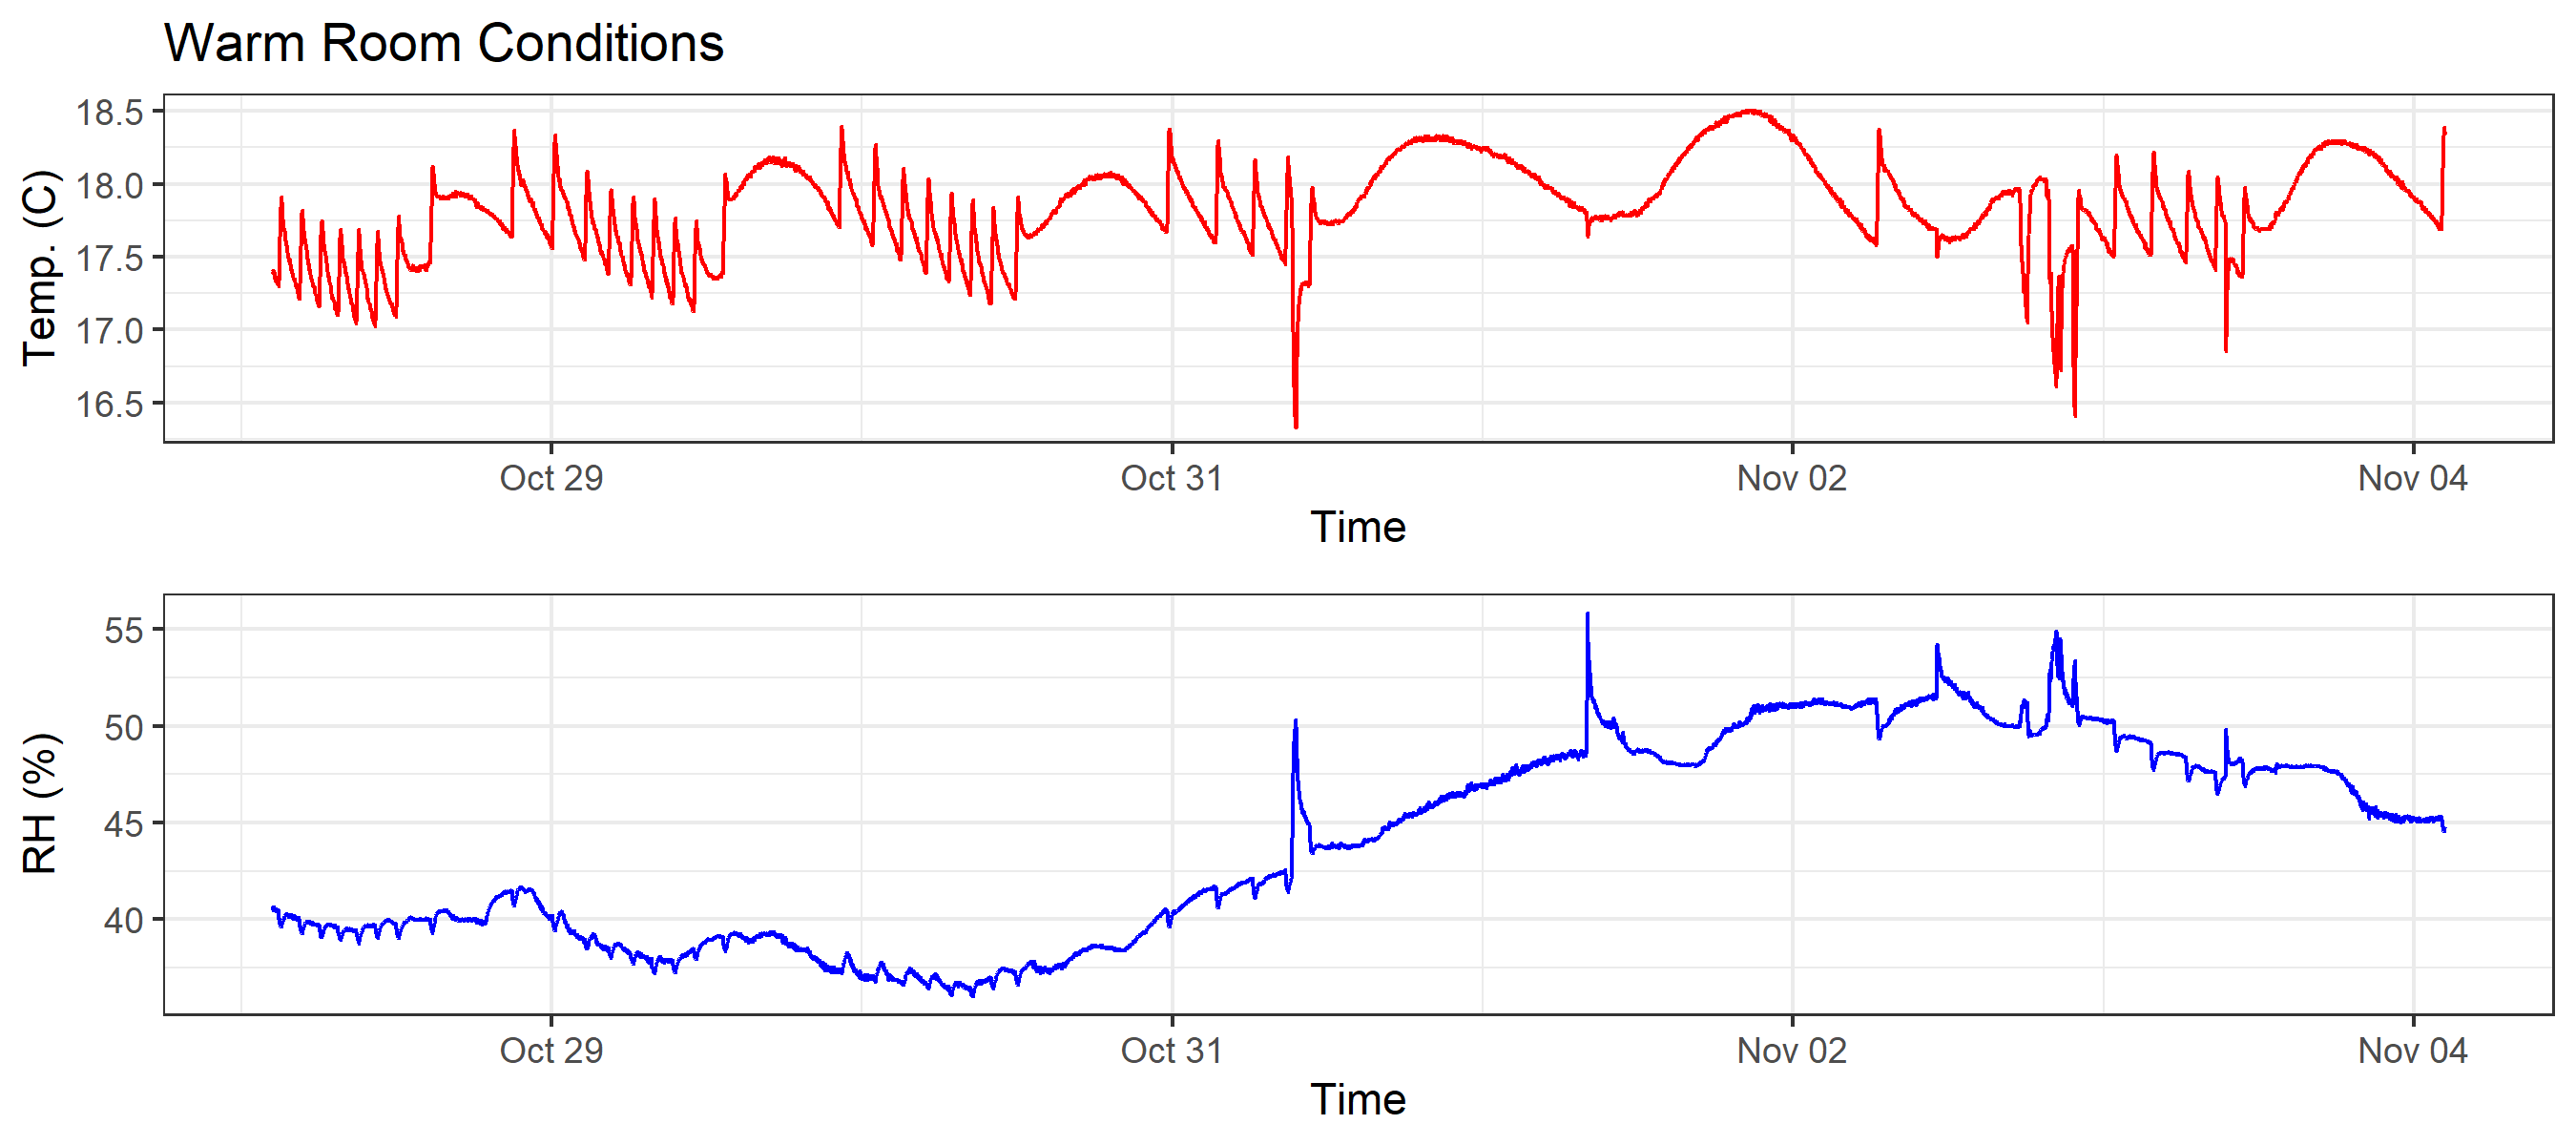 Warm Room Conditions
Temp. (C)
18.5
18.0
17.5
17.0
16.5
Oct 29 Oct 31 Nov 02 Nov 04
Time
RH (%)
55
50
45
40
Oct 29 Oct 31 Nov 02 Nov 04
Time